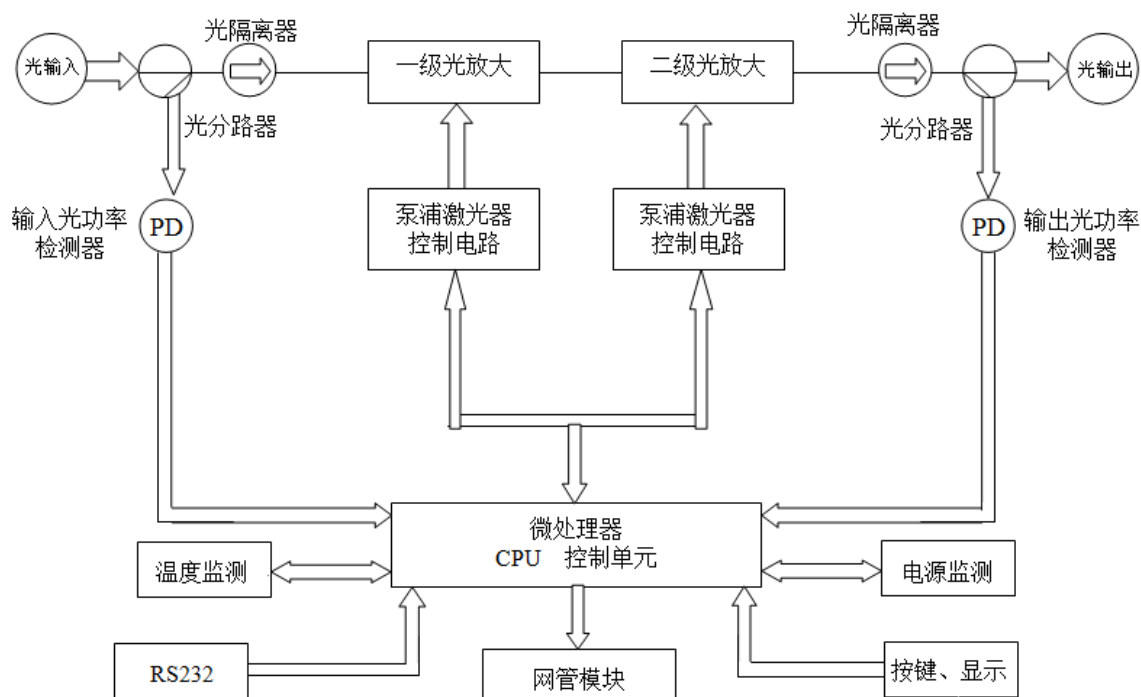 光隔离器
光隔离器
光输入
一级光放大
二级光放大
光输出
光分路器
光分路器
输入光功率
检测器
PD
泵浦激光器
控制电路
泵浦激光器
控制电路
PD
输出光功率
检测器
微处理器
CPU 控制单元
温度监测
电源监测
RS232
网管模块
按键、显示